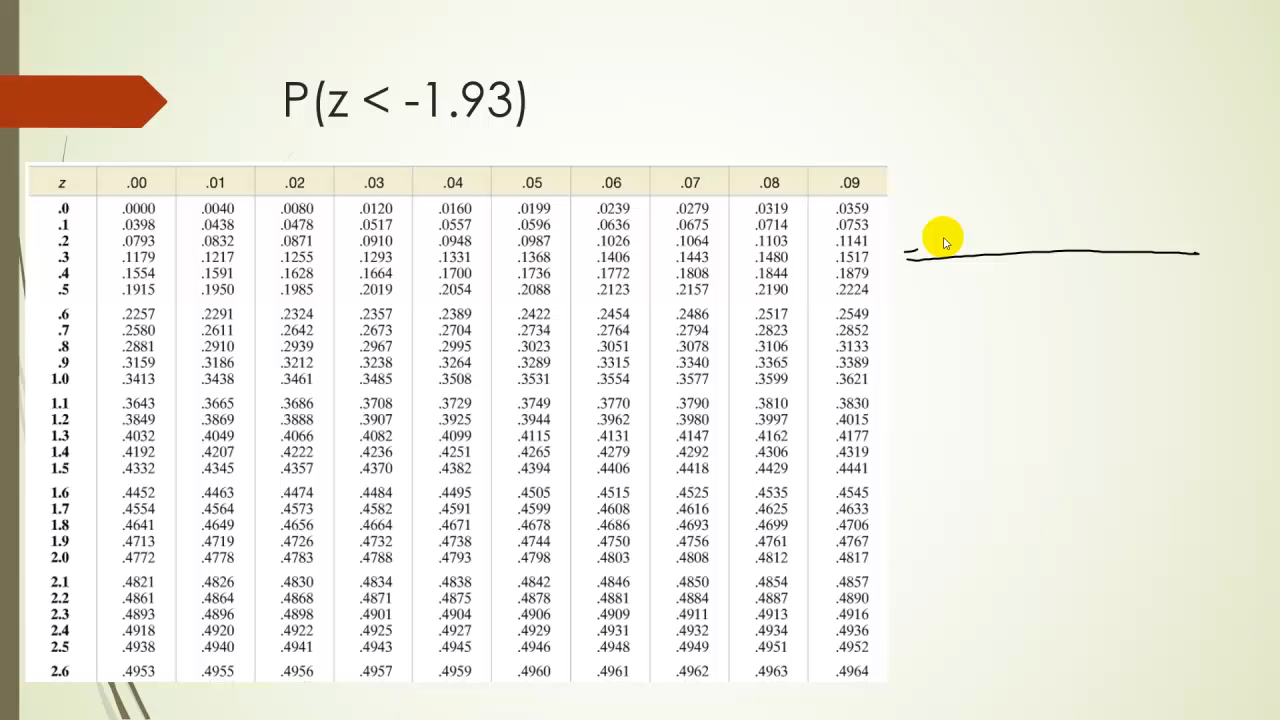 P(z < -1.93)
z .00 .01 .02 .03 .04 .05 .06 .07 .08 .09
.0 .0000 .0040 .0080 .0120 .0160 .0199 .0239 .0279 .0319 .0359
.1 .0398 .0438 .0478 .0517 .0557 .0596 .0636 .0675 .0714 .0753
.2 .0793 .0832 .0871 .0910 .0948 .0987 .1026 .1064 .1103 .1141
.3 .1179 .1217 .1255 .1293 .1331 .1368 .1406 .1443 .1480 .1517
.4 .1554 .1591 .1628 .1664 .1700 .1736 .1772 .1808 .1844 .1879
.5 .1915 .1950 .1985 .2019 .2054 .2088 .2123 .2157 .2190 .2224
.6 .2257 .2291 .2324 .2357 .2389 .2422 .2454 .2486 .2517 .2549
.7 .2580 .2611 .2642 .2673 .2704 .2734 .2764 .2794 .2823 .2852
.8 .2881 .2910 .2939 .2967 .2995 .3023 .3051 .3078 .3106 .3133
.9 .3159 .3186 .3212 .3238 .3264 .3289 .3315 .3340 .3365 .3389
1.0 .3413 .3438 .3461 .3485 .3508 .3531 .3554 .3577 .3599 .3621
1.1 .3643 .3665 .3686 .3708 .3729 .3749 .3770 .3790 .3810 .3830
1.2 .3849 .3869 .3888 .3907 .3925 .3944 .3962 .3980 .3997 .4015
1.3 .4032 .4049 .4066 .4082 .4099 .4115 .4131 .4147 .4162 .4177
1.4 .4192 .4207 .4222 .4236 .4251 .4265 .4279 .4292 .4306 .4319
1.5 .4332 .4345 .4357 .4370 .4382 .4394 .4406 .4418 .4429 .4441
1.6 .4452 .4463 .4474 .4484 .4495 .4505 .4515 .4525 .4535 .4545
1.7 .4554 .4564 .4573 .4582 .4591 .4599 .4608 .4616 .4625 .4633
1.8 .4641 .4649 .4656 .4664 .4671 .4678 .4686 .4693 .4699 .4706
1.9 .4713 .4719 .4726 .4732 .4738 .4744 .4750 .4756 .4761 .4767
2.0 .4772 .4778 .4783 .4788 .4793 .4798 .4803 .4808 .4812 .4817
2.1 .4821 .4826 .4830 .4834 .4838 .4842 .4846 .4850 .4854 .4857
2.2 .4861 .4864 .4868 .4871 .4875 .4878 .4881 .4884 .4887 .4890
2.3 .4893 .4896 .4898 .4901 .4904 .4906 .4909 .4911 .4913 .4916
2.4 .4918 .4920 .4922 .4925 .4927 .4929 .4931 .4932 .4934 .4936
2.5 .4938 .4940 .4941 .4943 .4945 .4946 .4948 .4949 .4951 .4952
2.6 .4953 .4955 .4956 .4957 .4959 .4960 .4961 .4962 .4963 .4964